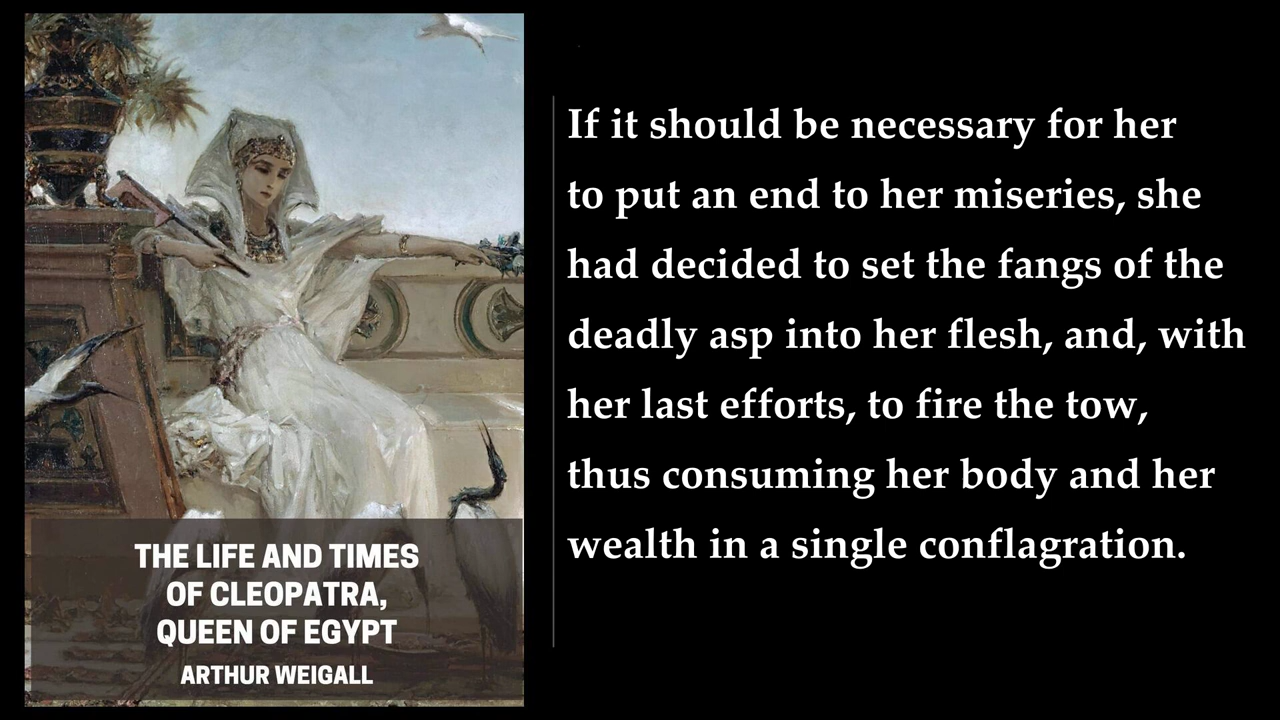 If it should be necessary for her
to put an end to her miseries, she
had decided to set the fangs of the
deadly asp into her flesh, and, with
her last efforts, to fire the tow,
thus consuming her body and her
wealth in a single conflagration.
THE LIFE AND TIMES
OF CLEOPATRA,
QUEEN OF EGYPT
ARTHUR WEIGALL